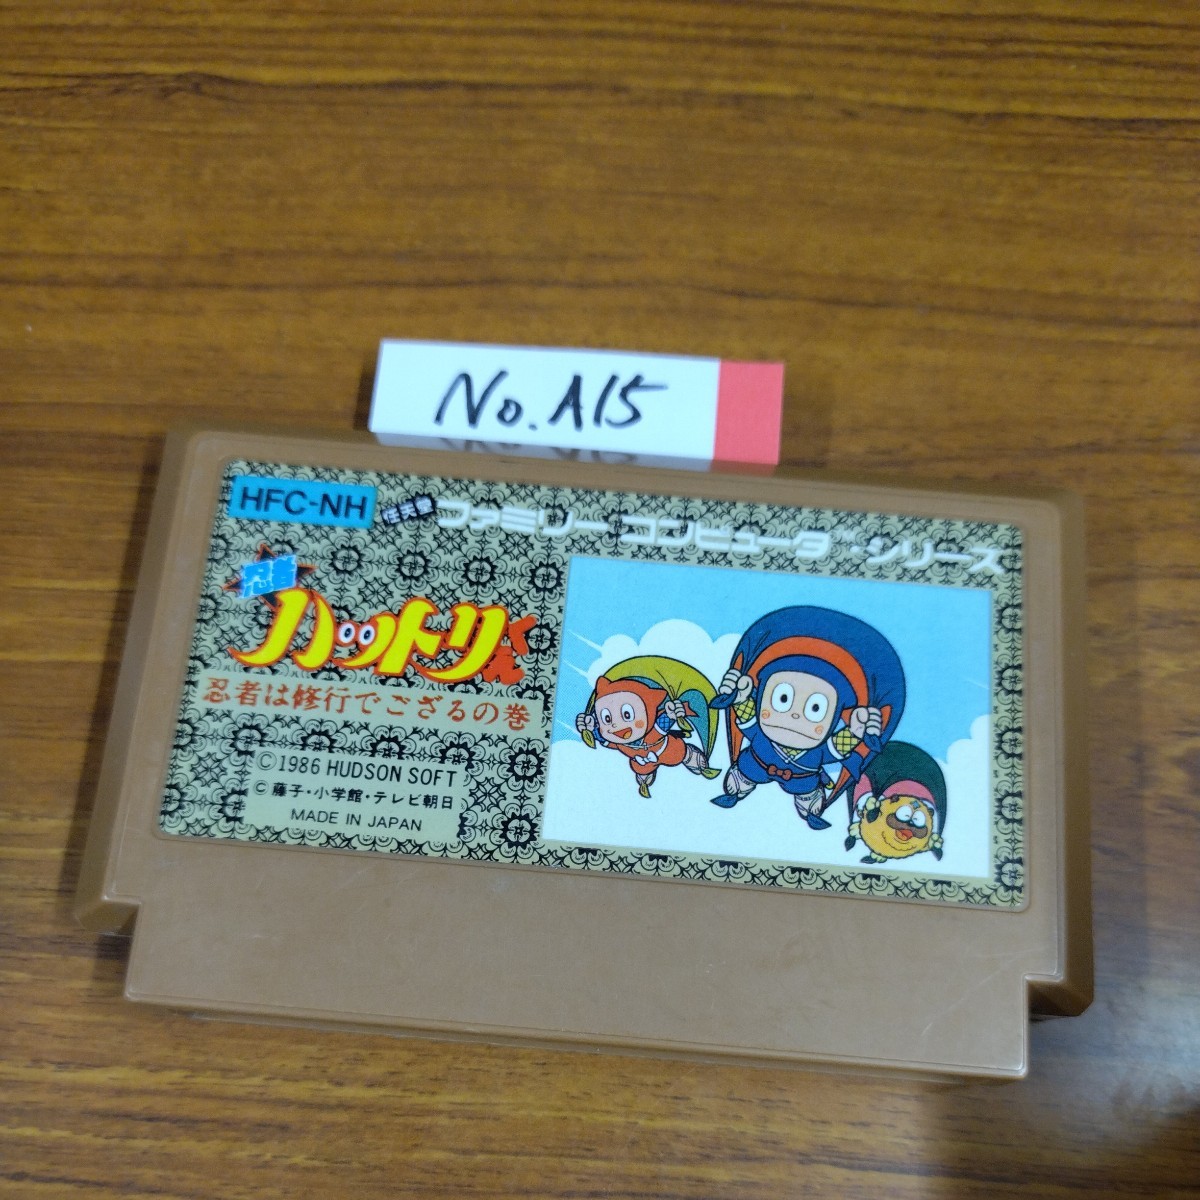 No. A15
HFC-NH
任天堂 ファミリーコンピュータ™・シリーズ
忍者
ハットリくん
忍者は修行でござるの巻
©1986 HUDSON SOFT
©藤子・小学館・テレビ朝日
MADE IN JAPAN